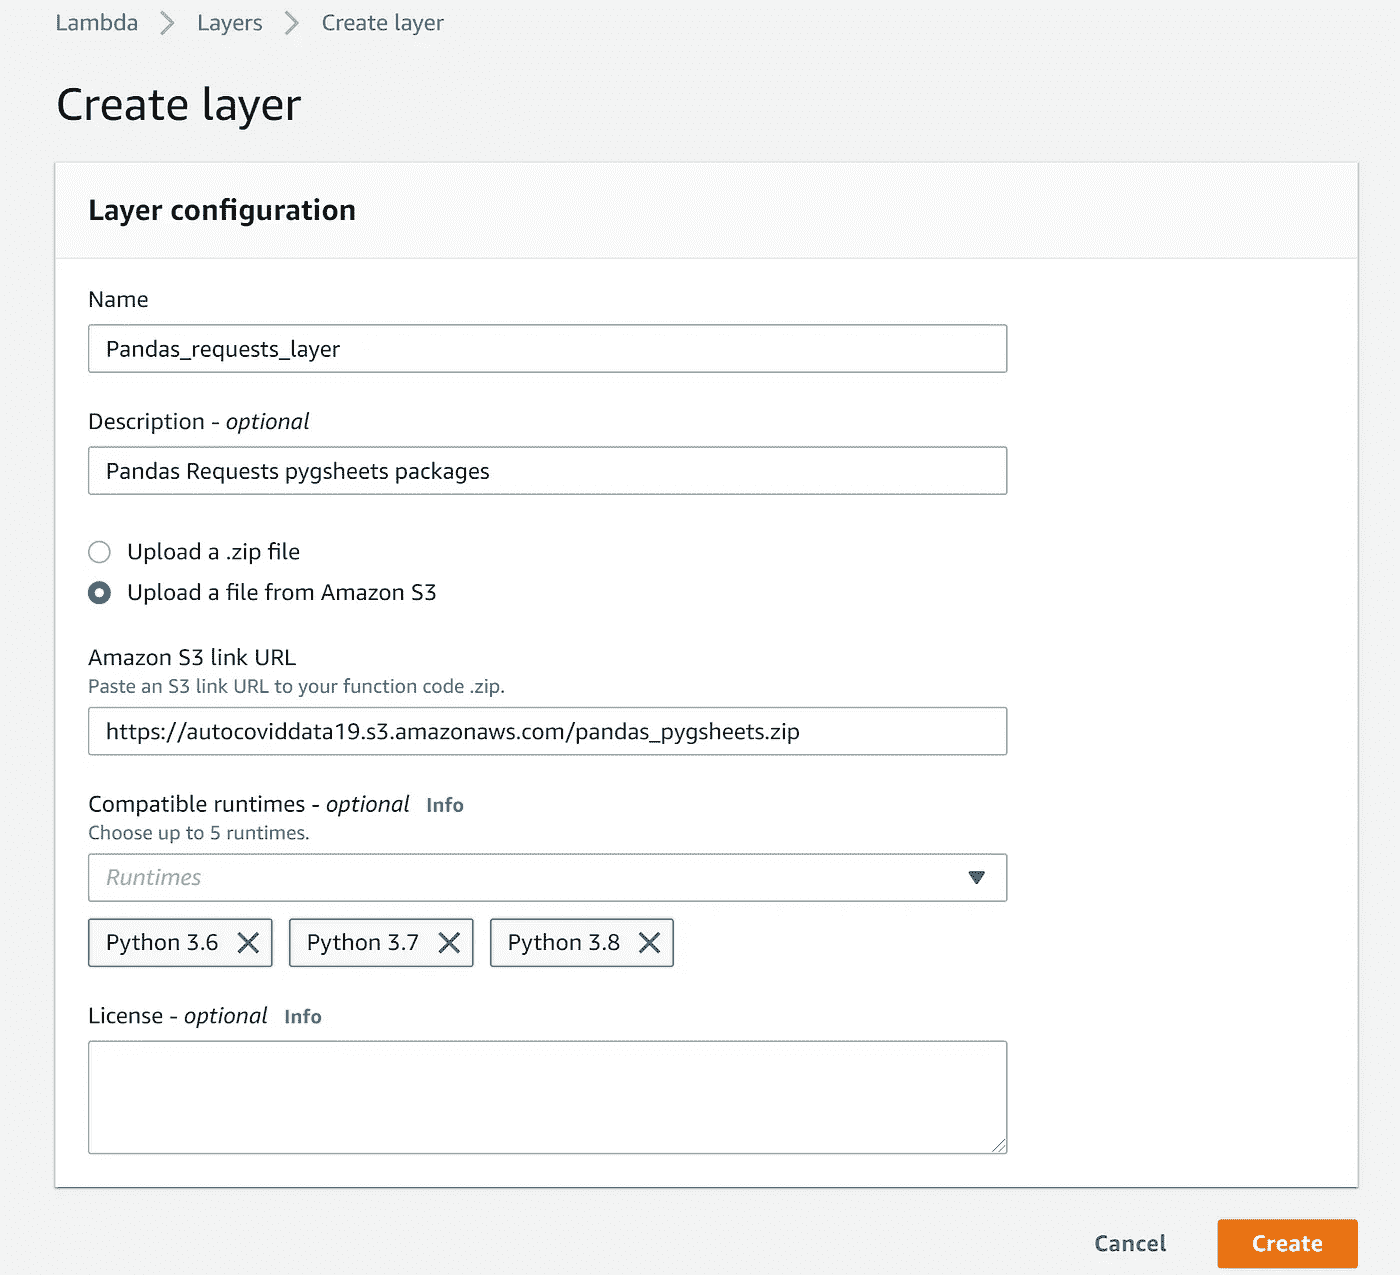 Lambda > Layers > Create layer
Create layer
Layer configuration
Name
Pandas_requests_layer
Description - optional
Pandas Requests pygsheets packages
Upload a .zip file
Upload a file from Amazon S3
Amazon S3 link URL
Paste an S3 link URL to your function code .zip.
https://autocoviddata19.s3.amazonaws.com/pandas_pygsheets.zip
Compatible runtimes - optional Info
Choose up to 5 runtimes.
Runtimes
Python 3.6 Python 3.7 Python 3.8
License - optional Info
Cancel Create